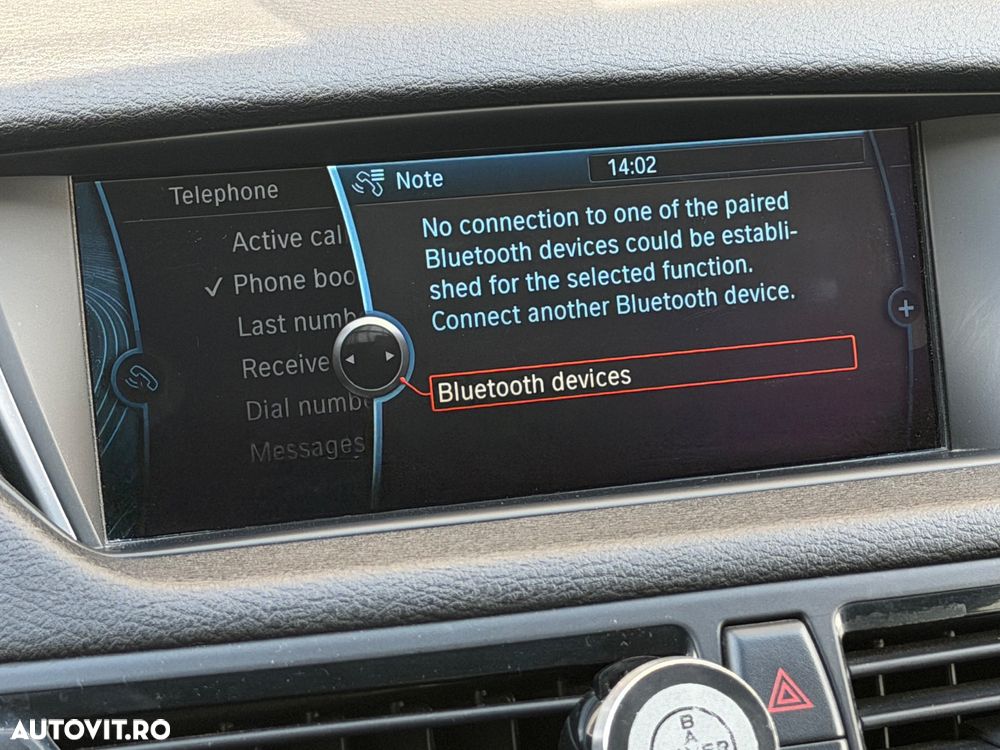 Telephone
Note
14:02
Active cal
Phone boo
Last numb
Receive
Dial numb
Messages
No connection to one of the paired
Bluetooth devices could be establi-
shed for the selected function.
Connect another Bluetooth device.
Bluetooth devices
AUTOVIT.RO